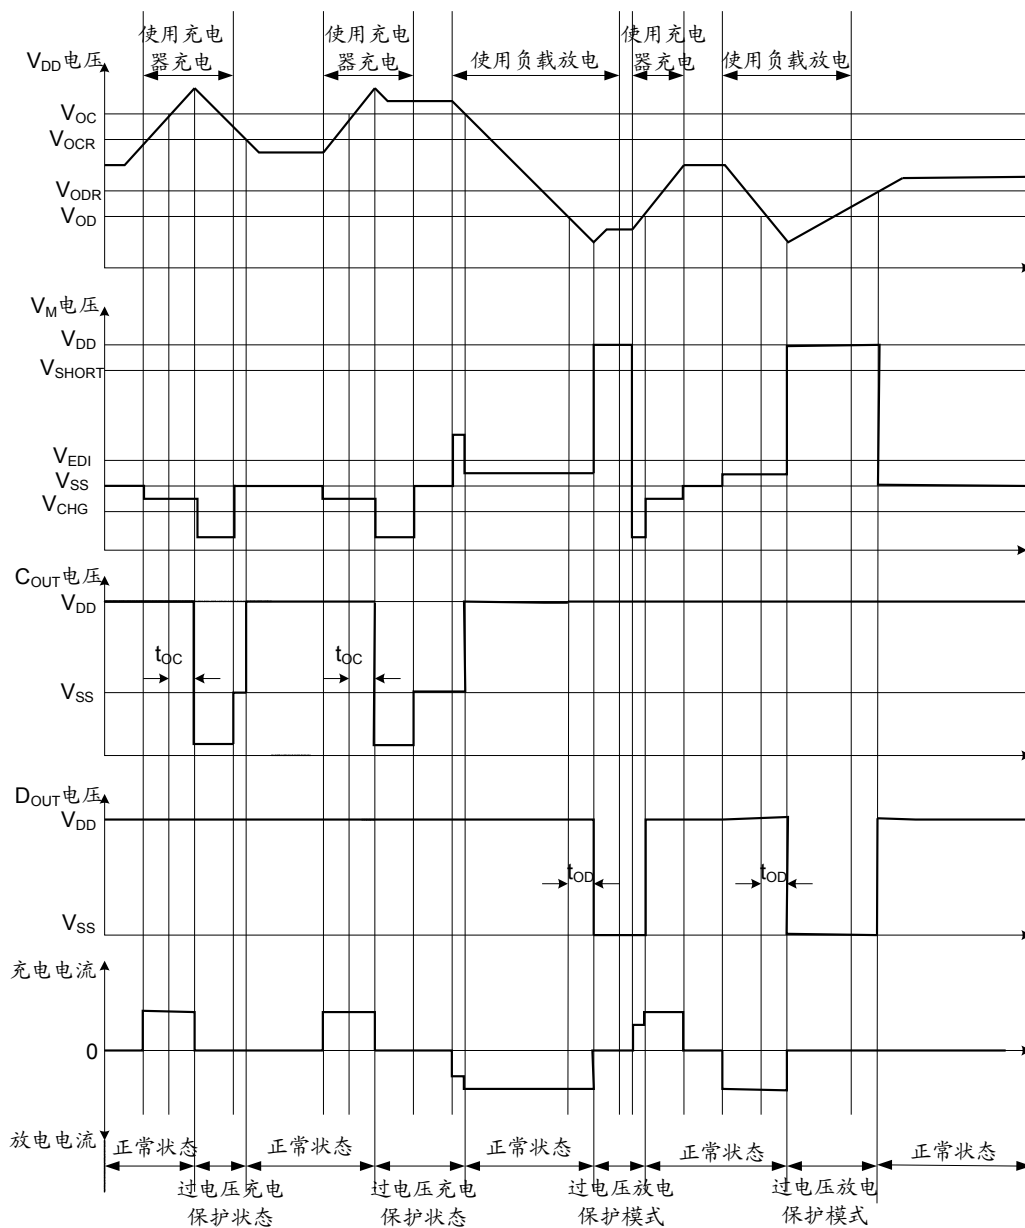 使用充电
器充电
使用充电
器充电
使用负载放电
使用充电
器充电
使用负载放电
VDD电压
VOC
VOCR
VODR
VOD
VM电压
VDD
VSHORT
VEDI
VSS
VCHG
COUT电压
VDD
tOC
tOC
VSS
DOUT电压
VDD
tOD
tOD
VSS
充电电流
0
放电电流
正常状态
正常状态
正常状态
正常状态
正常状态
过电压充电
保护状态
过电压充电
保护状态
过电压放电
保护模式
过电压放电
保护模式